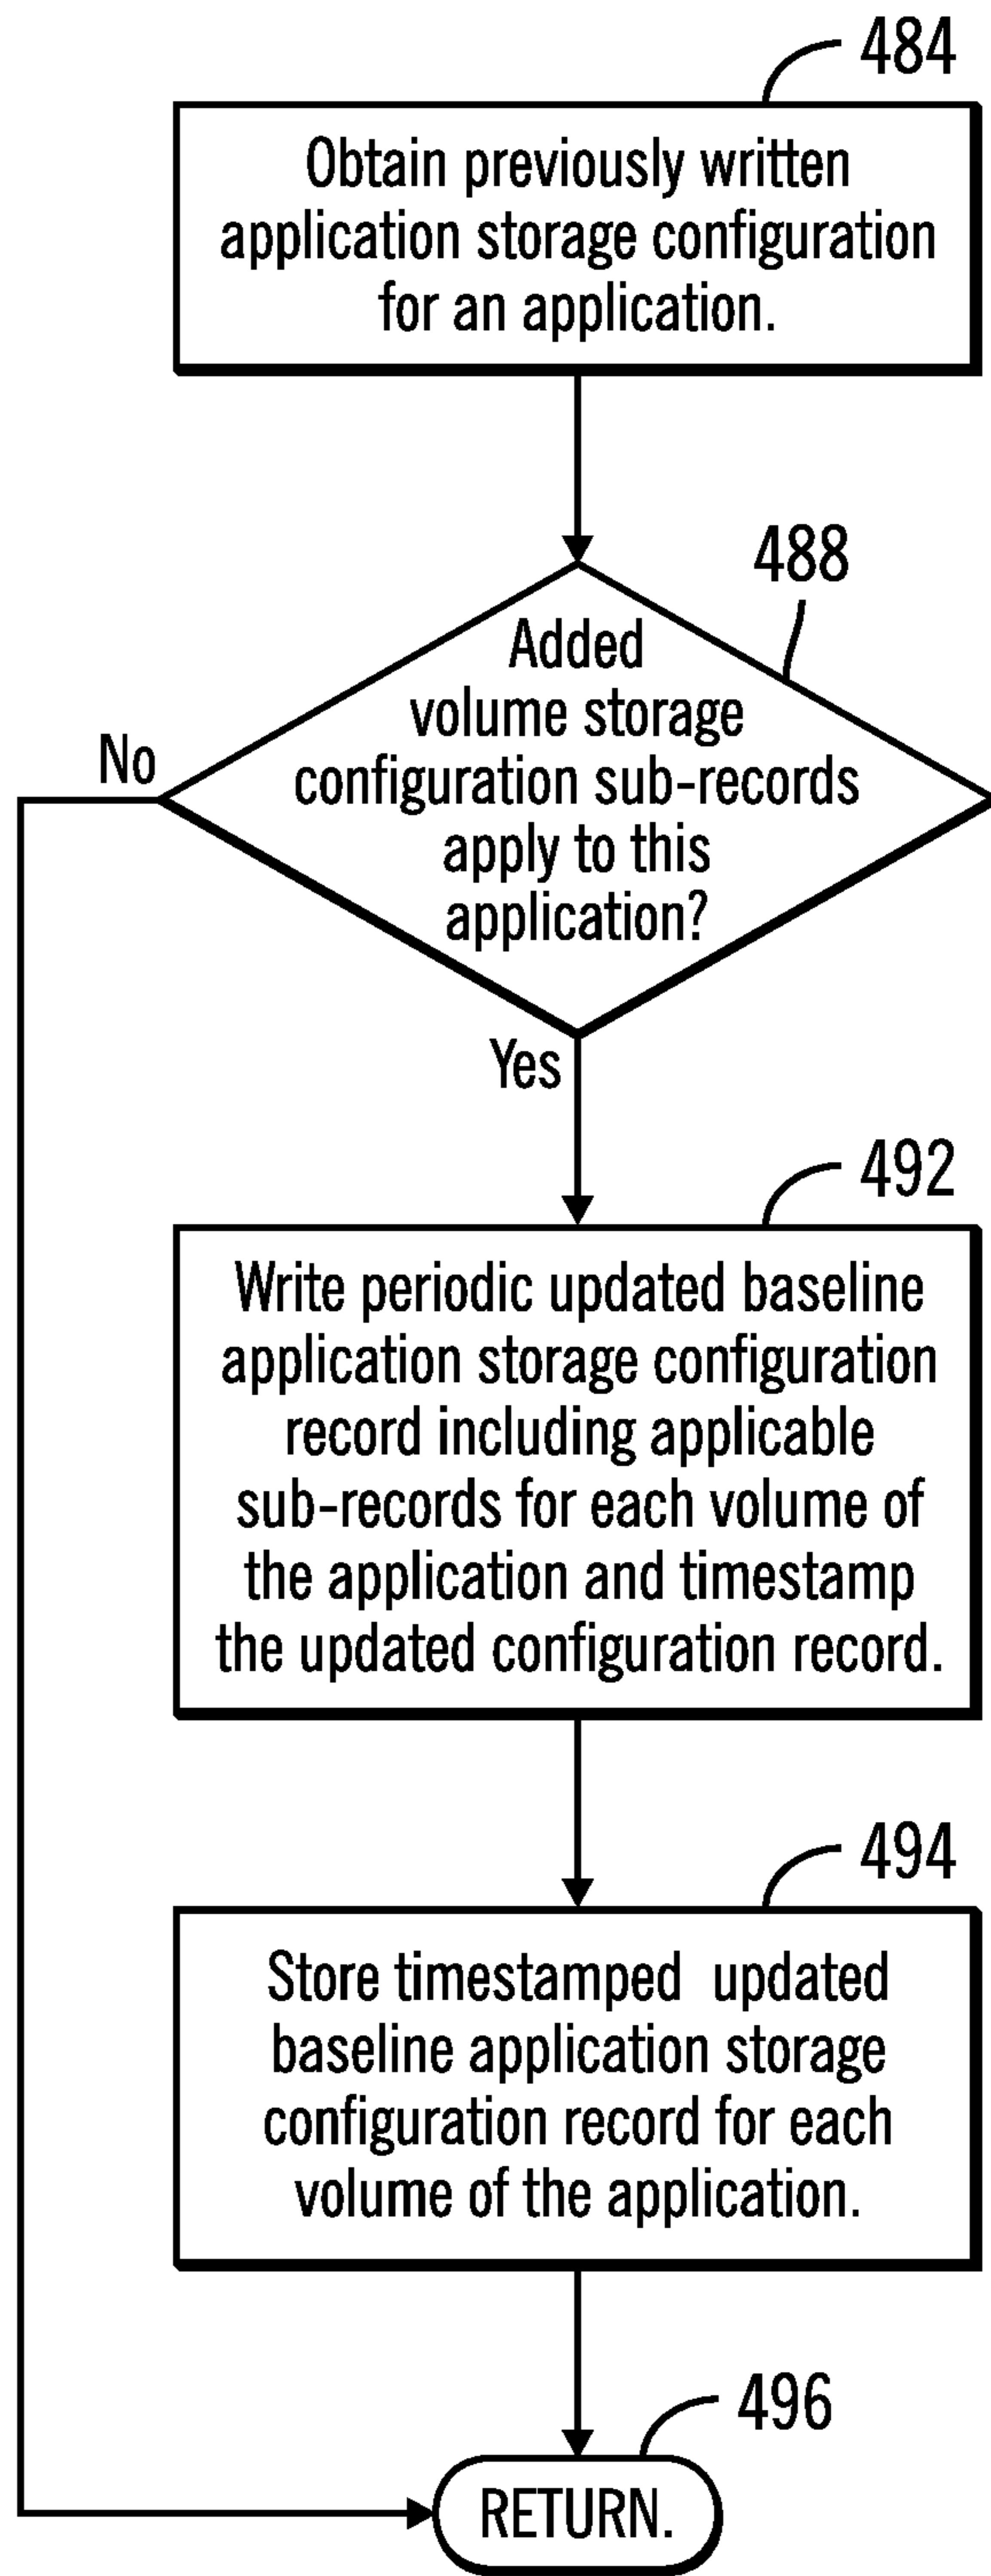 484
Obtain previously written
application storage configuration
for an application.
488
Added
volume storage
configuration sub-records
apply to this
application?
No
Yes
492
Write periodic updated baseline
application storage configuration
record including applicable
sub-records for each volume of
the application and timestamp
the updated configuration record.
494
Store timestamped updated
baseline application storage
configuration record for each
volume of the application.
496
RETURN.